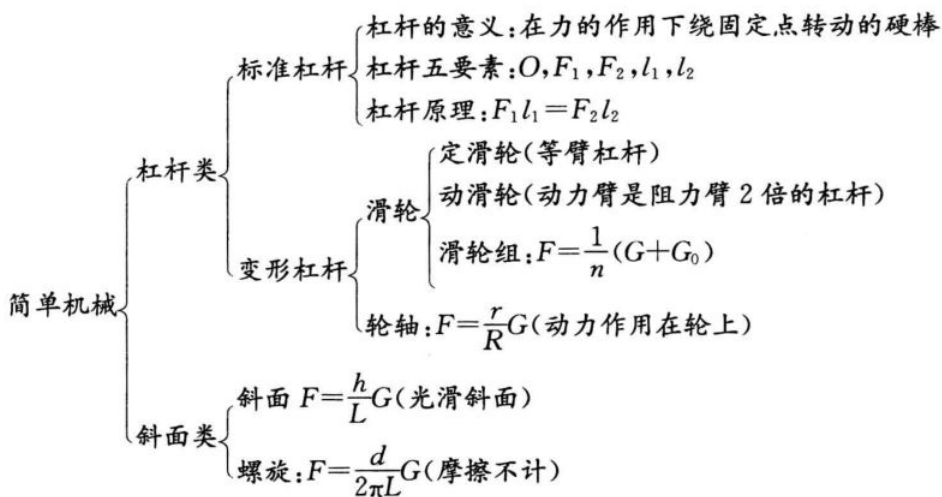 杠杆的意义:在力的作用下绕固定点转动的硬棒
标准杠杆
杠杆五要素:O,F₁,F₂,l₁,l₂
杠杆原理:F₁l₁=F₂l₂
杠杆类
定滑轮(等臂杠杆)
滑轮
动滑轮(动力臂是阻力臂2倍的杠杆)
滑轮组:F=\frac{1}{n}(G+G₀)
变形杠杆
简单机械
轮轴:F=\frac{r}{R}G(动力作用在轮上)
斜面 F=\frac{h}{L}G(光滑斜面)
斜面类
螺旋:F=\frac{d}{2πL}G(摩擦不计)